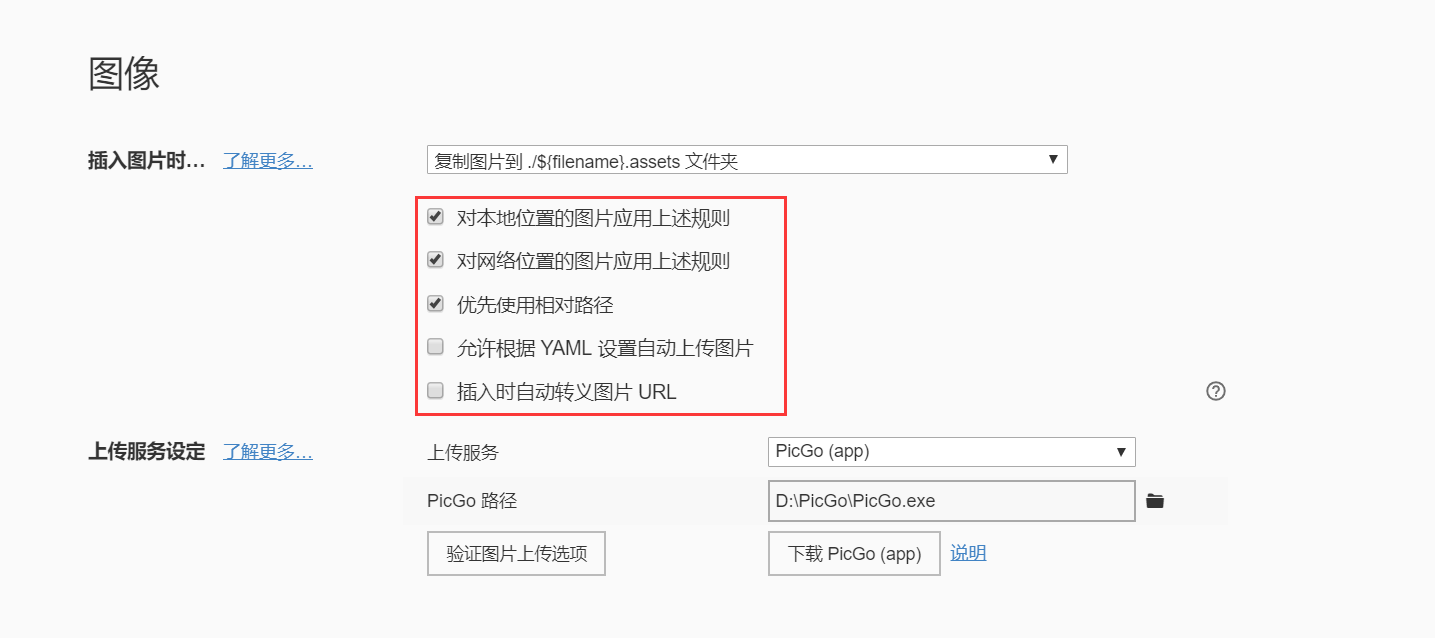 图像
插入图片时… 了解更多… 复制图片到 ./${filename}.assets 文件夹 ▼
对本地位置的图片应用上述规则
对网络位置的图片应用上述规则
优先使用相对路径
允许根据 YAML 设置自动上传图片
插入时自动转义图片 URL ?
上传服务设定 了解更多… 上传服务 PicGo (app) ▼
PicGo 路径 D:\PicGo\PicGo.exe
验证图片上传选项 下载 PicGo (app) 说明